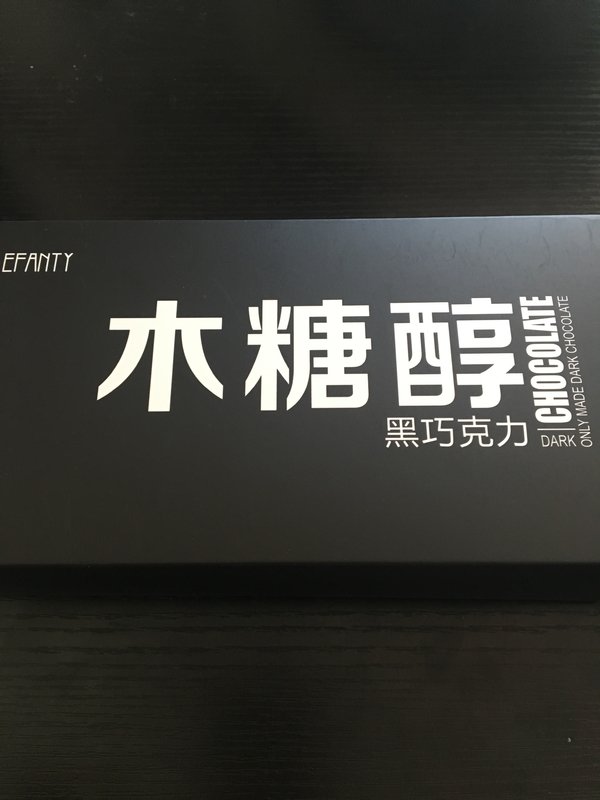 EFANTY
木糖醇
黑巧克力
DARK | CHOCOLATE
ONLY MADE DARK CHOCOLATE